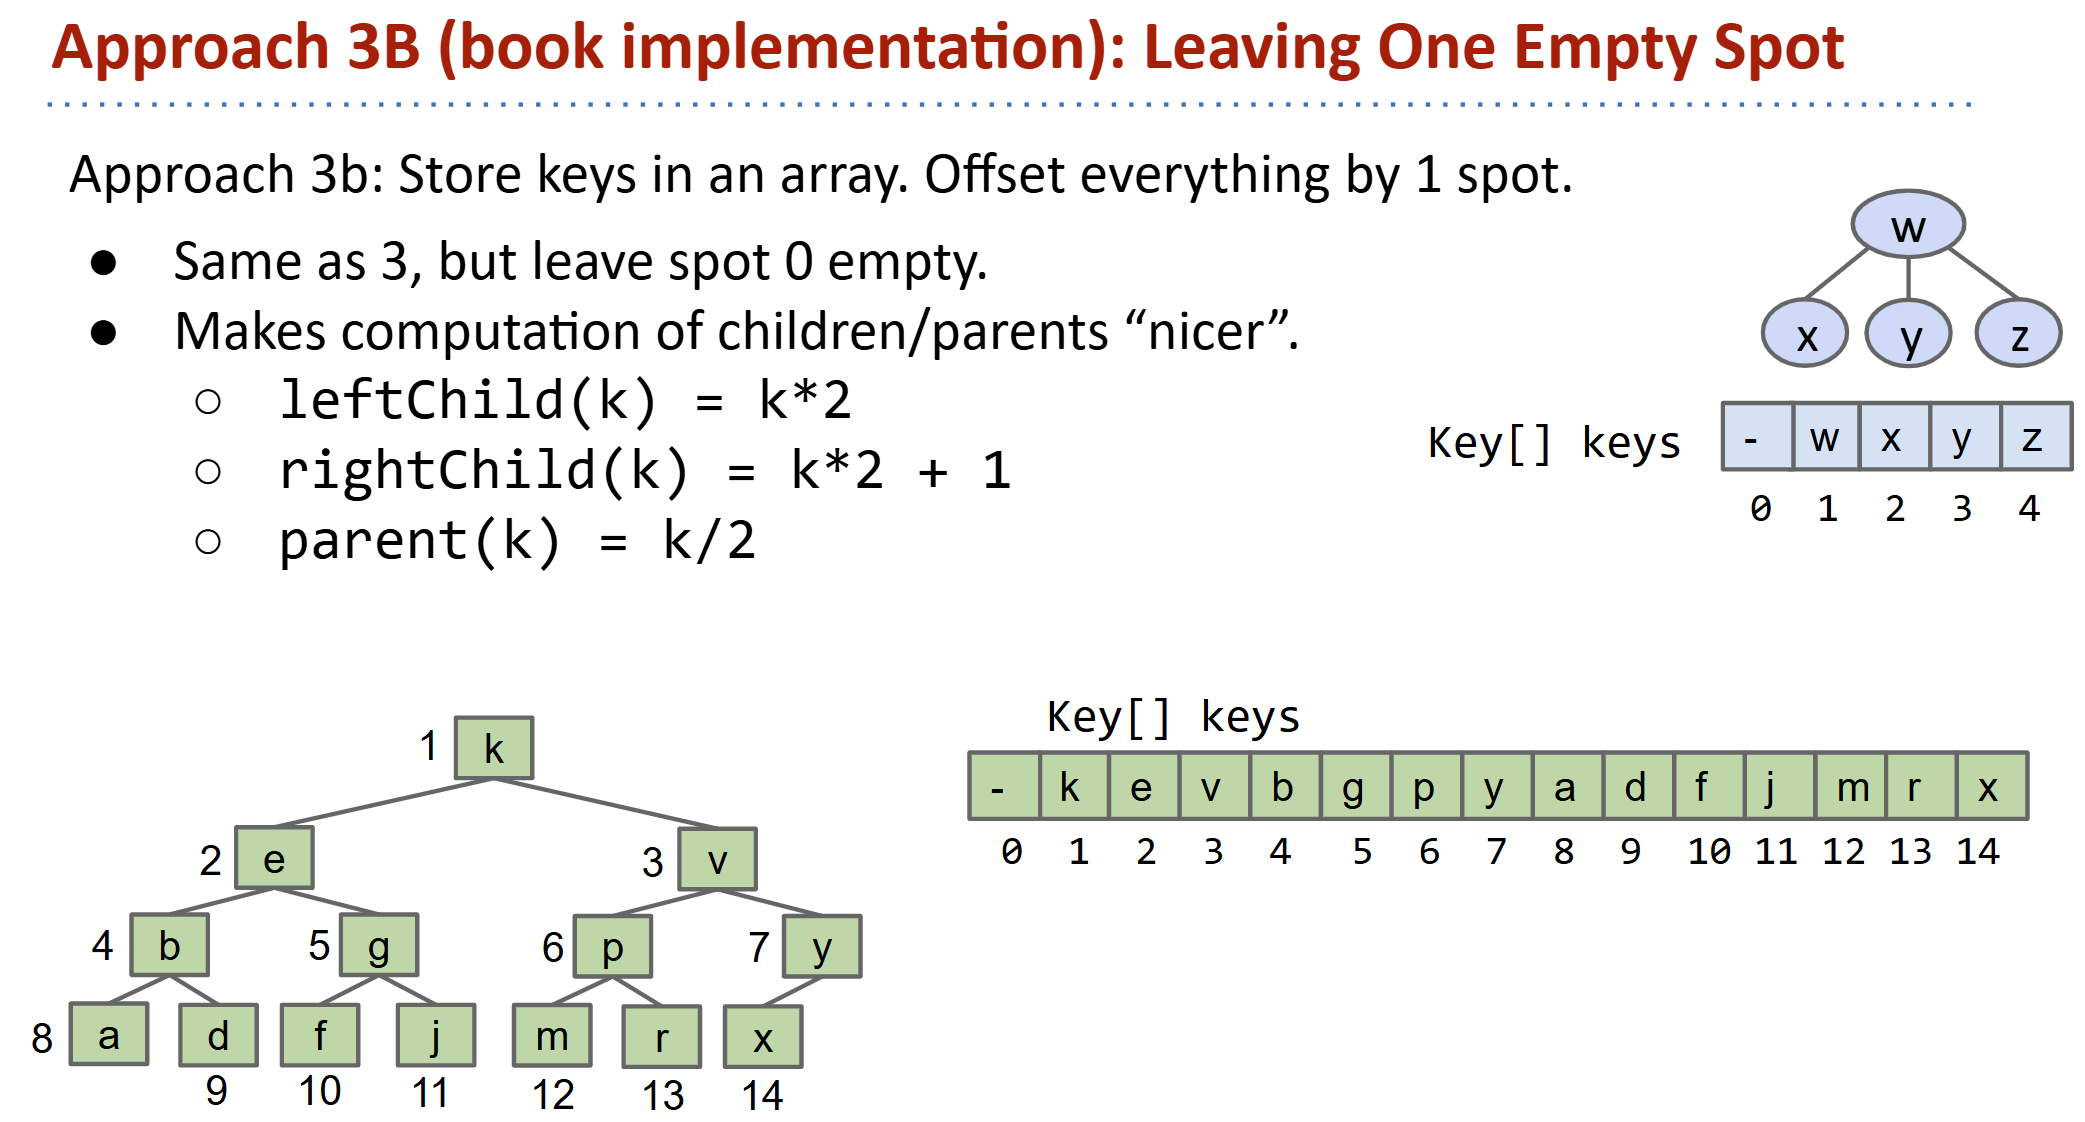 Approach 3B (book implementation): Leaving One Empty Spot
Approach 3b: Store keys in an array. Offset everything by 1 spot.
● Same as 3, but leave spot 0 empty.
● Makes computation of children/parents “nicer”.
○ leftChild(k) = k*2
○ rightChild(k) = k*2 + 1
○ parent(k) = k/2
w
x y z
Key[] keys - w x y z
0 1 2 3 4
1 k
2 e 3 v
4 b 5 g 6 p 7 y
8 a d f j m r x
9 10 11 12 13 14
Key[] keys
- k e v b g p y a d f j m r x
0 1 2 3 4 5 6 7 8 9 10 11 12 13 14